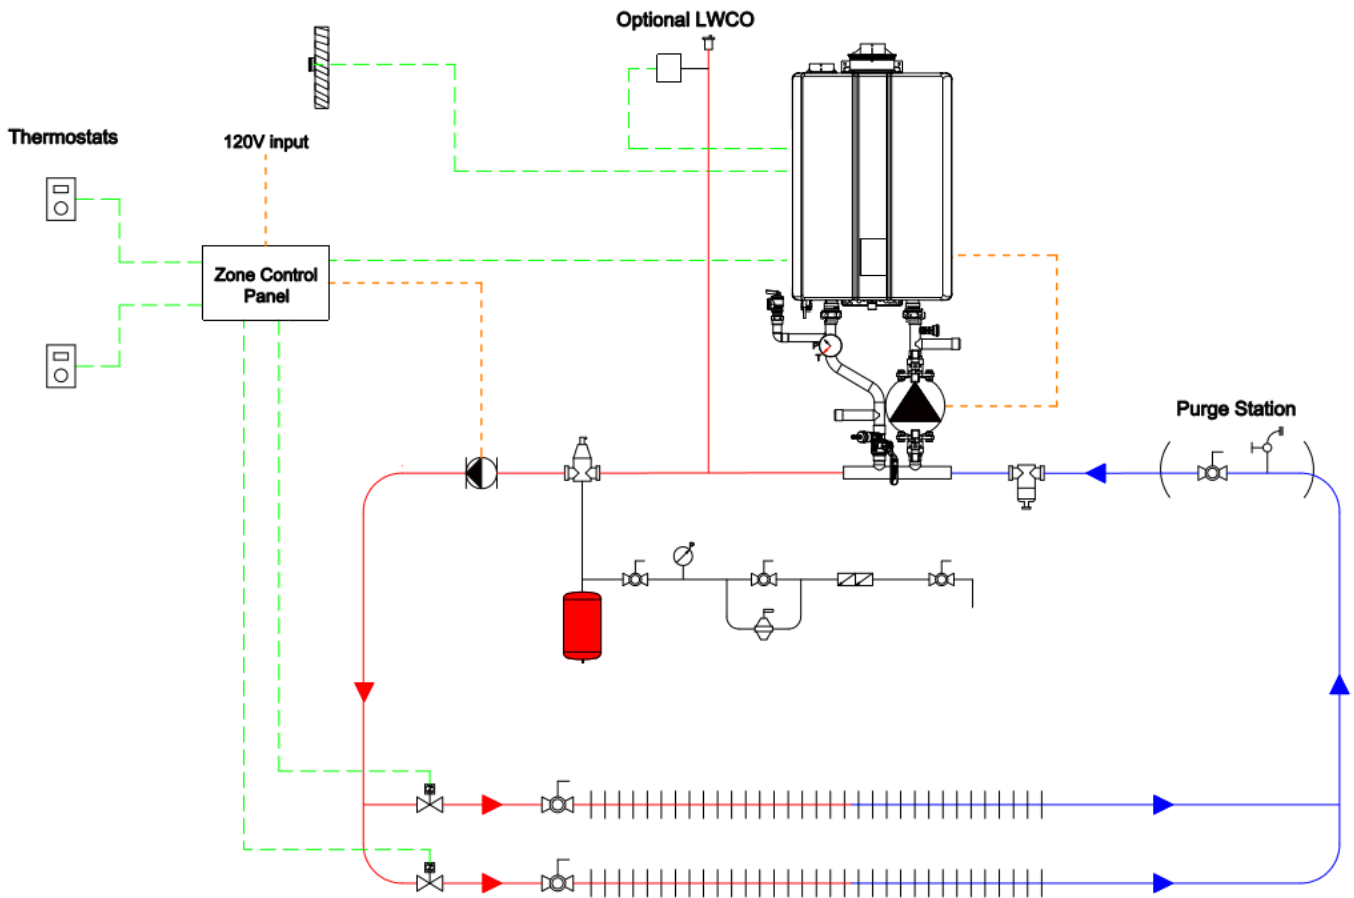 Optional LWCO
Thermostats
120V input
Zone Control
Panel
P
T
Purge Station
P